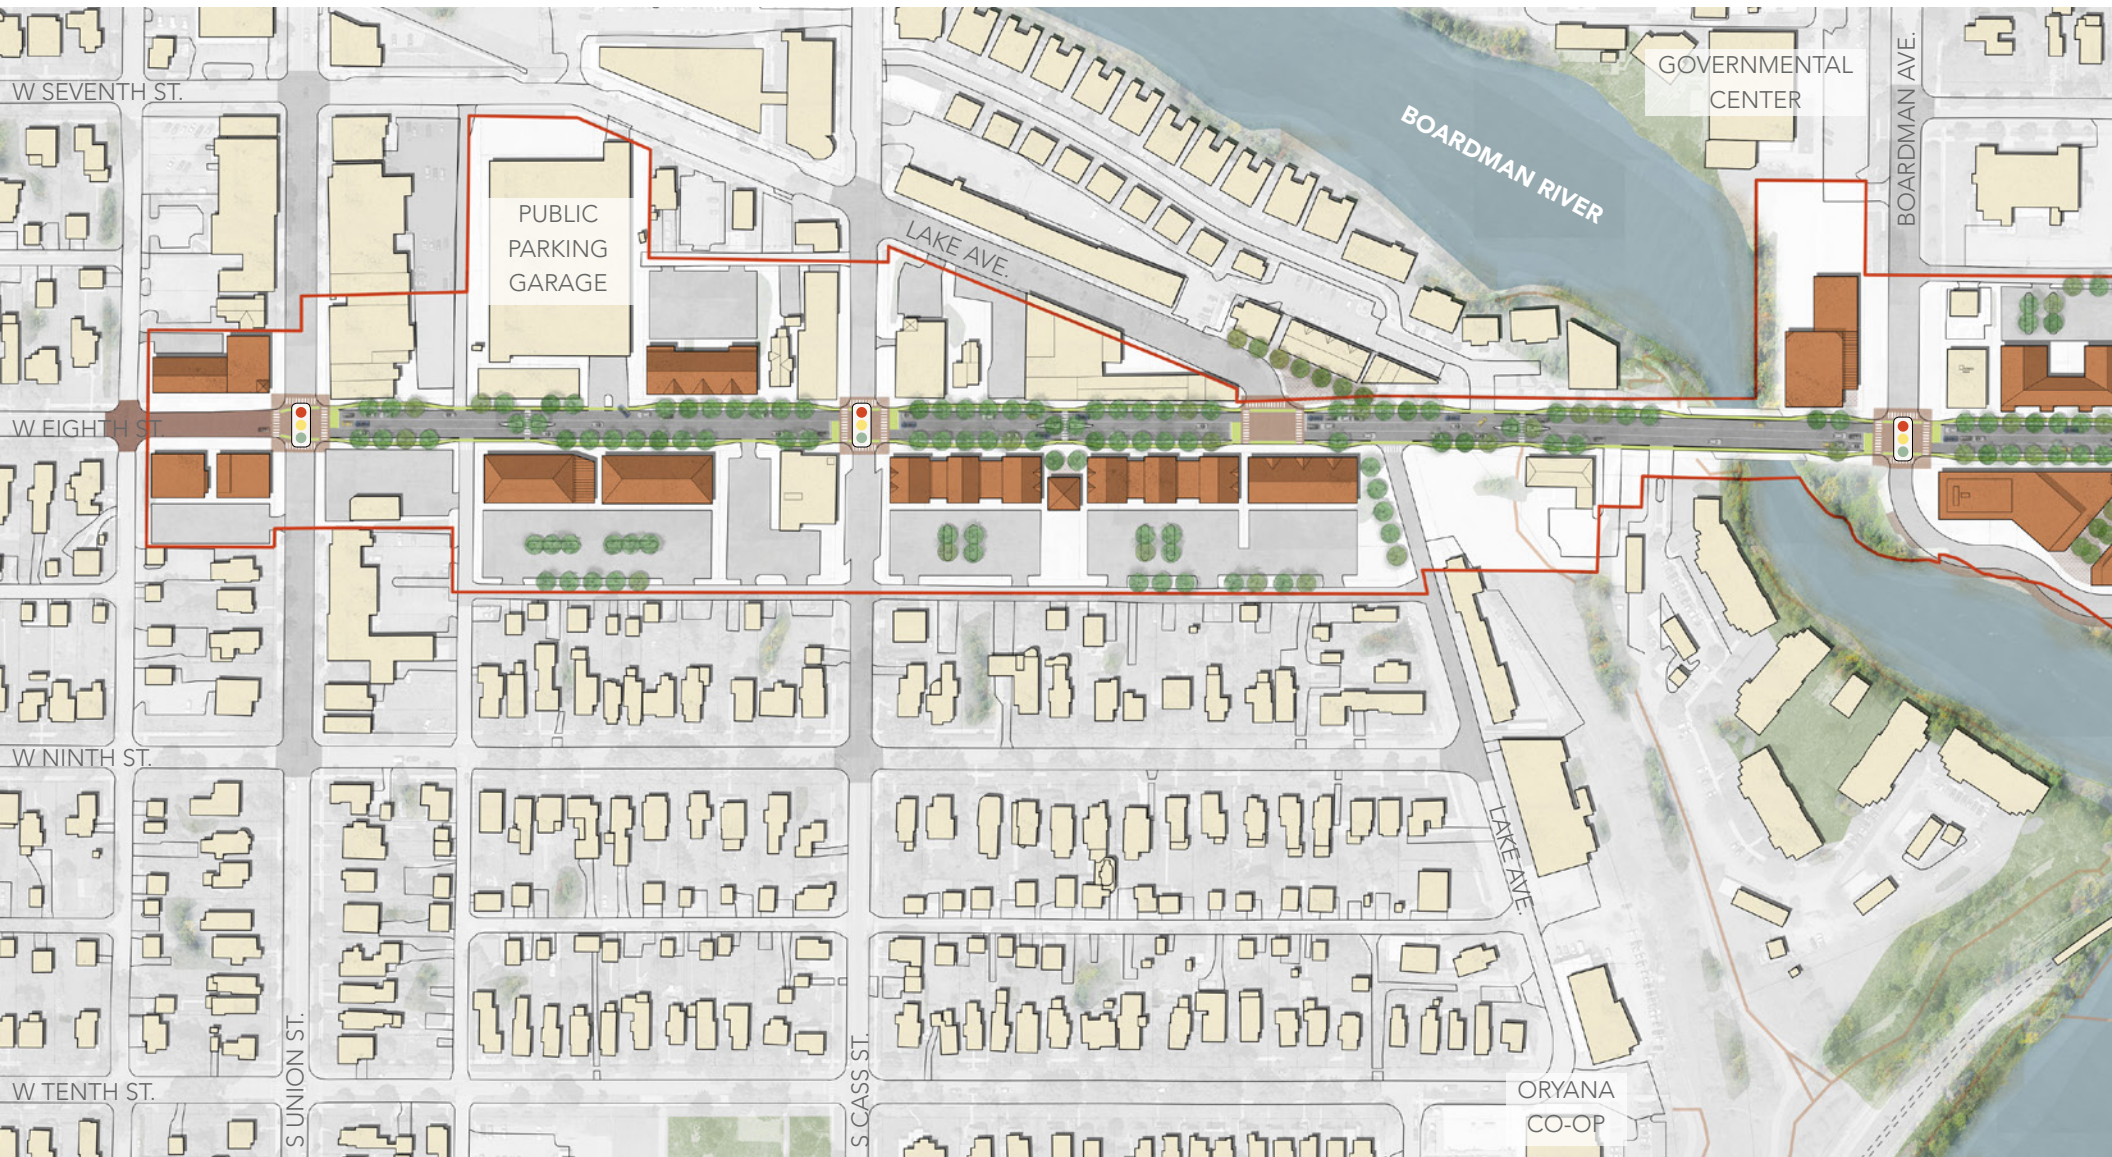 W SEVENTH ST.
GOVERNMENTAL
CENTER
BOARDMAN AVE.
BOARDMAN RIVER
PUBLIC
PARKING
GARAGE
LAKE AVE.
W EIGHTH ST.
W NINTH ST.
LAKE AVE.
S UNION ST.
S CASS ST.
W TENTH ST.
ORYANA
CO-OP